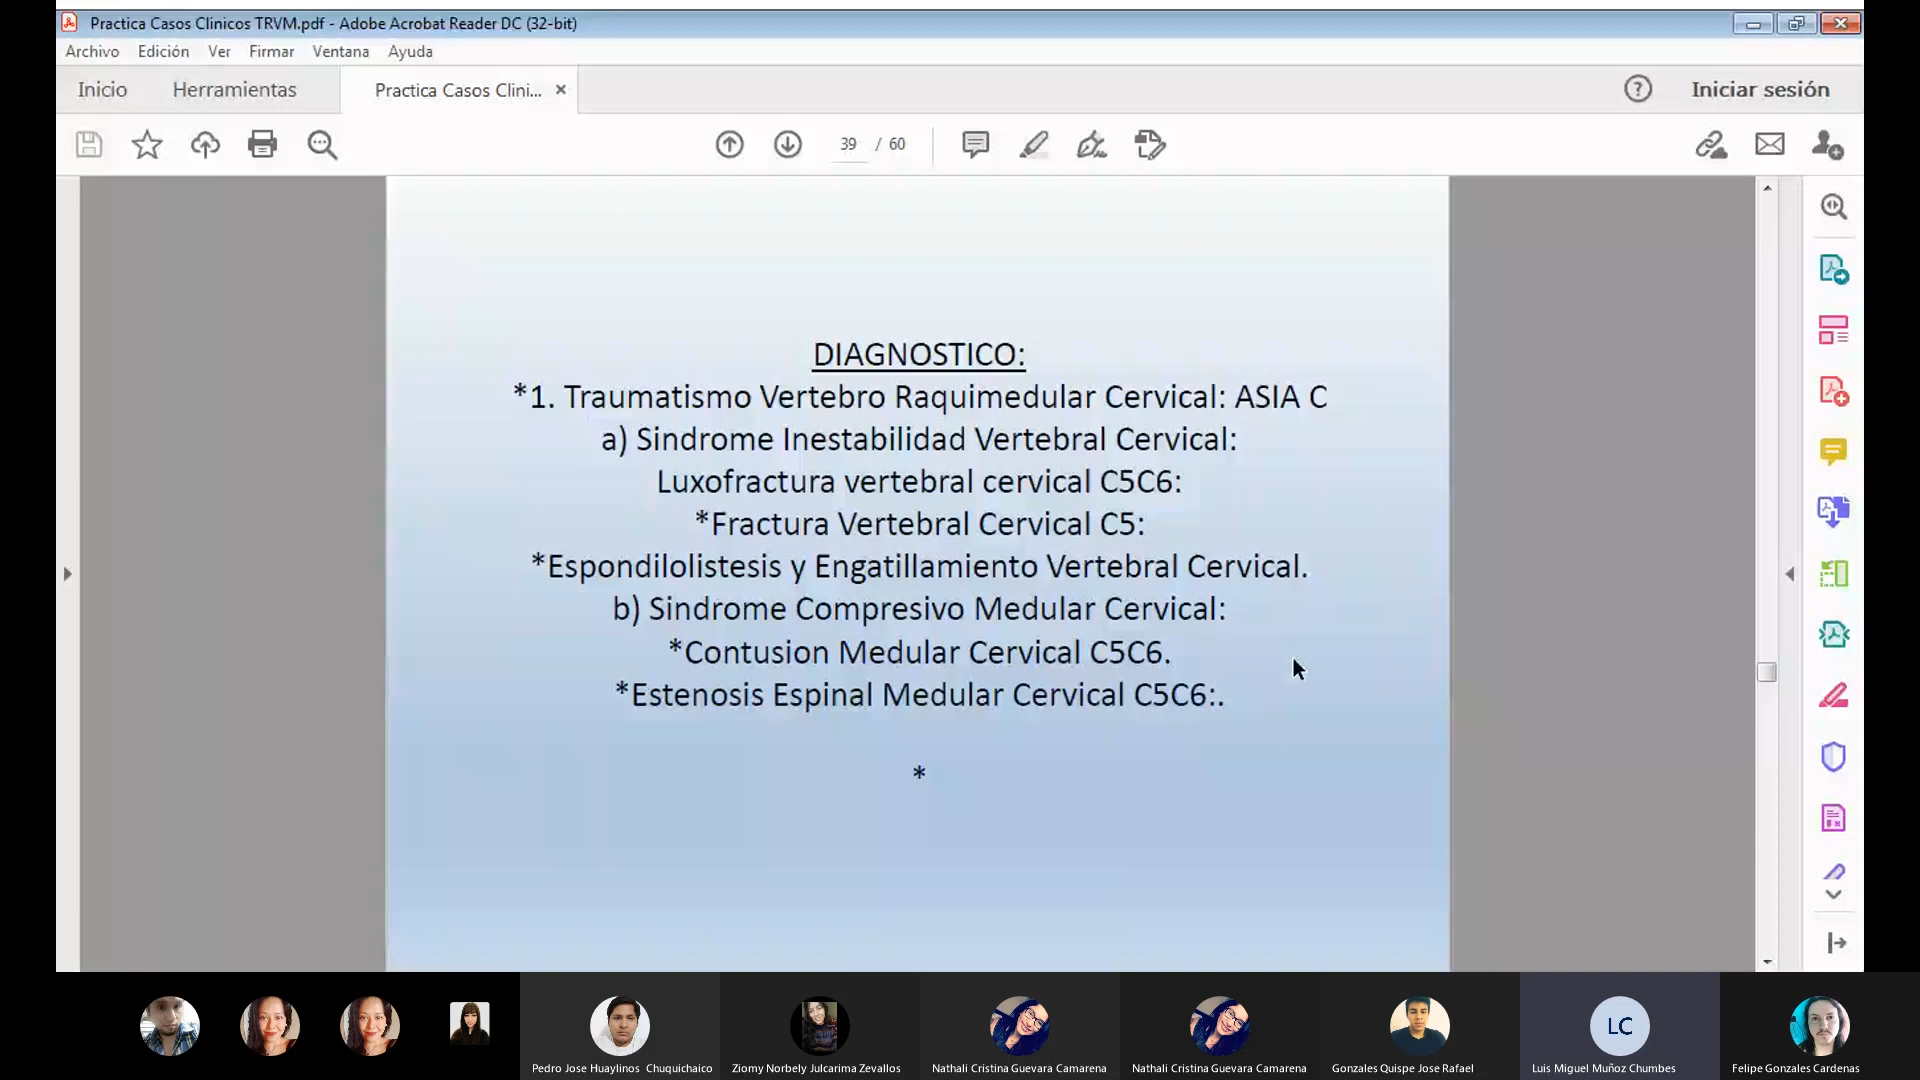 Practica Casos Clinicos TRVM.pdf - Adobe Acrobat Reader DC (32-bit)
Archivo Edición Ver Firmar Ventana Ayuda
Inicio Herramientas Practica Casos Clini... × Iniciar sesión
39 / 60
DIAGNOSTICO:
*1. Traumatismo Vertebro Raquimedular Cervical: ASIA C
a) Sindrome Inestabilidad Vertebral Cervical:
Luxofractura vertebral cervical C5C6:
*Fractura Vertebral Cervical C5:
*Espondilolistesis y Engatillamiento Vertebral Cervical.
b) Sindrome Compresivo Medular Cervical:
*Contusion Medular Cervical C5C6.
*Estenosis Espinal Medular Cervical C5C6:.
*
LC
Pedro Jose Huaylinos Chuquichaico Ziomy Norbely Julcarima Zevallos Nathali Cristina Guevara Camarena Nathali Cristina Guevara Camarena Gonzales Quispe Jose Rafael Luis Miguel Muñoz Chumbes Felipe Gonzales Cardenas